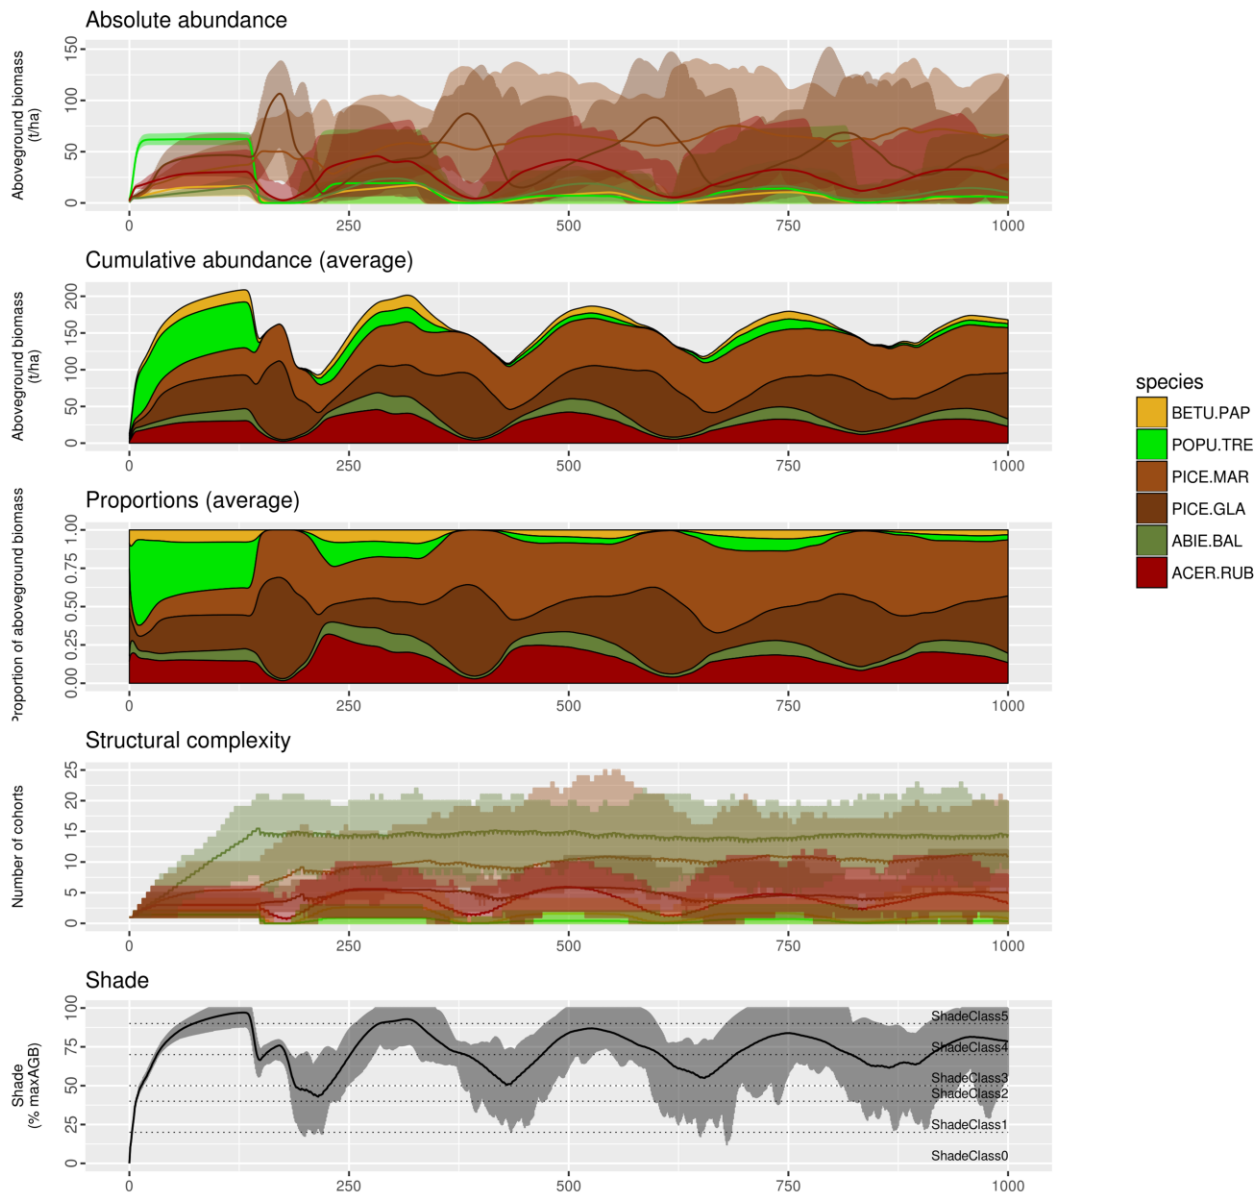 Absolute abundance
Aboveground biomass
(t/ha)
150
100
50
0
0 250 500 750 1000
Cumulative abundance (average)
Aboveground biomass
(t/ha)
200
150
100
50
0
0 250 500 750 1000
Proportions (average)
Proportion of aboveground biomass
1.00
0.75
0.50
0.25
0.00
0 250 500 750 1000
Structural complexity
Number of cohorts
25
20
15
10
5
0
0 250 500 750 1000
Shade
Shade
(% maxAGB)
100
75
50
25
0
ShadeClass5
ShadeClass4
ShadeClass3
ShadeClass2
ShadeClass1
ShadeClass0
0 250 500 750 1000
species
BETU.PAP
POPU.TRE
PICE.MAR
PICE.GLA
ABIE.BAL
ACER.RUB